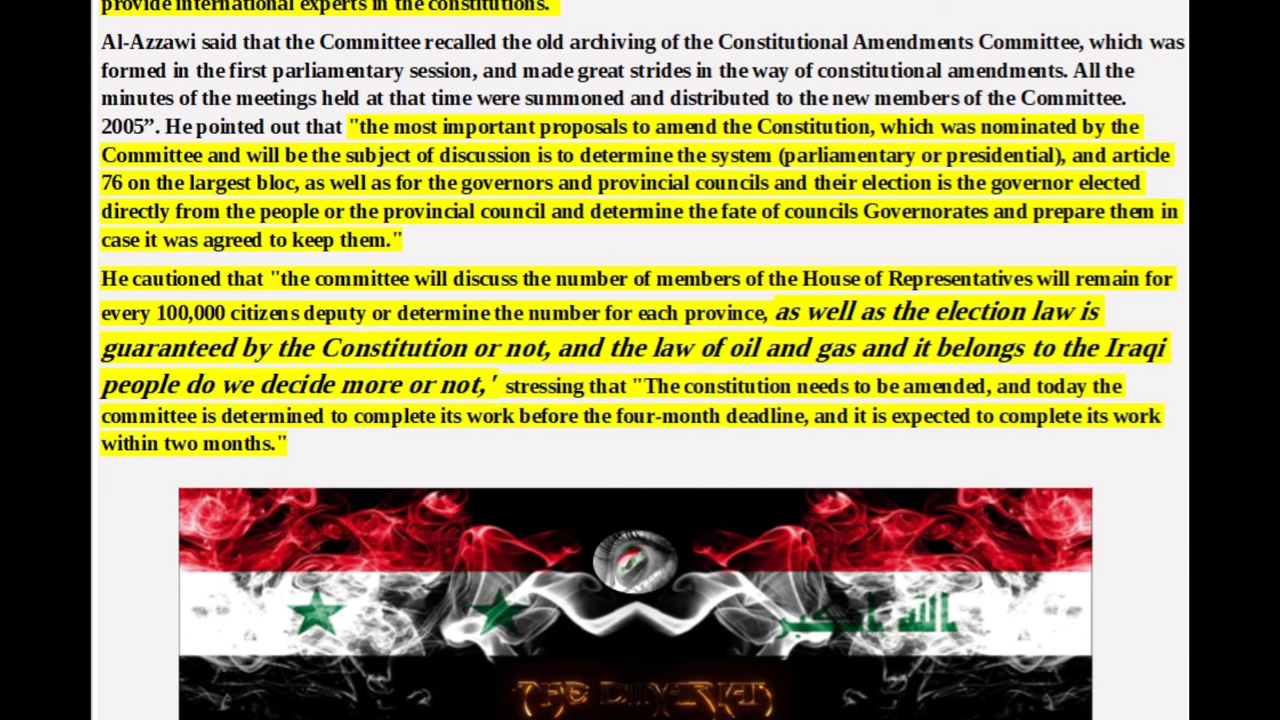 provide international experts in the constitutions.
Al-Azzawi said that the Committee recalled the old archiving of the Constitutional Amendments Committee, which was
formed in the first parliamentary session, and made great strides in the way of constitutional amendments. All the
minutes of the meetings held at that time were summoned and distributed to the new members of the Committee.
2005”. He pointed out that "the most important proposals to amend the Constitution, which was nominated by the
Committee and will be the subject of discussion is to determine the system (parliamentary or presidential), and article
76 on the largest bloc, as well as for the governors and provincial councils and their election is the governor elected
directly from the people or the provincial council and determine the fate of councils Governorates and prepare them in
case it was agreed to keep them."
He cautioned that "the committee will discuss the number of members of the House of Representatives will remain for
every 100,000 citizens deputy or determine the number for each province, as well as the election law is
guaranteed by the Constitution or not, and the law of oil and gas and it belongs to the Iraqi
people do we decide more or not,' stressing that "The constitution needs to be amended, and today the
committee is determined to complete its work before the four-month deadline, and it is expected to complete its work
within two months."
الله اكبر
THE DINARIAN